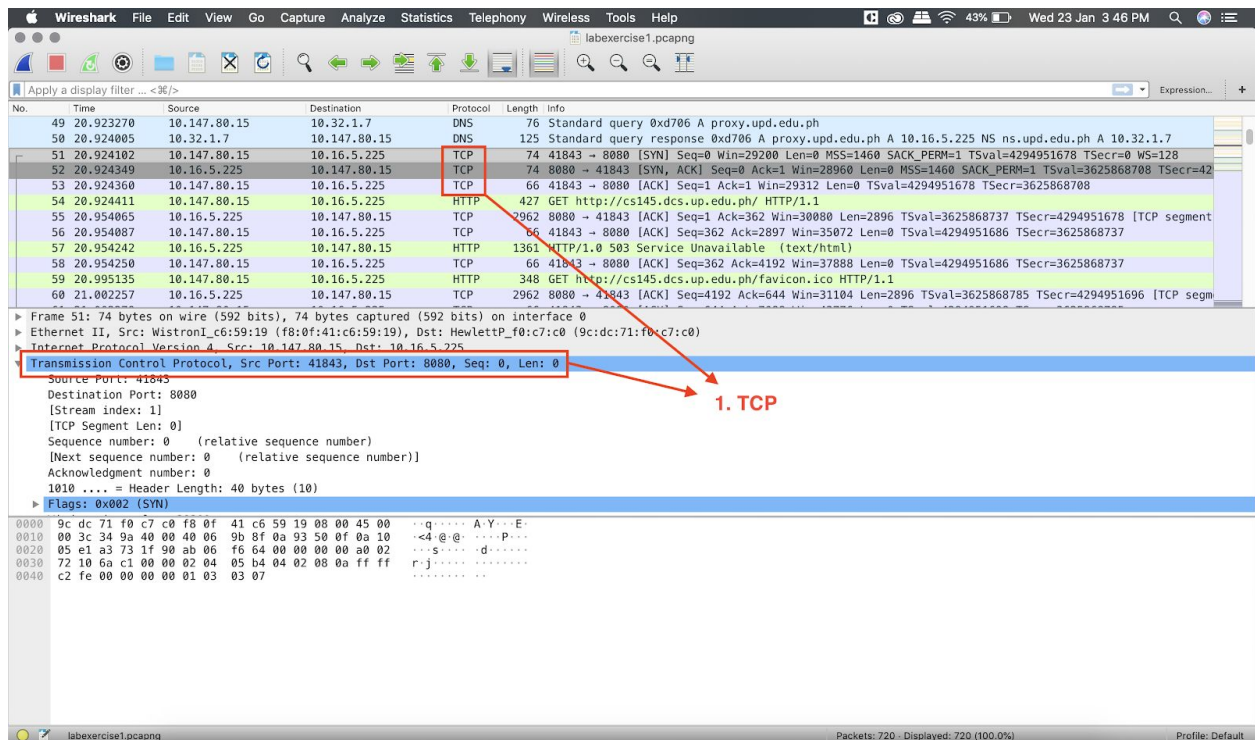 Wireshark File Edit View Go Capture Analyze Statistics Telephony Wireless Tools Help 43% Wed 23 Jan 3 46 PM
labexercise1.pcapng
Apply a display filter ... <⌘/> Expression... +
No. Time Source Destination Protocol Length Info
49 20.923270 10.147.80.15 10.32.1.7 DNS 76 Standard query 0xd706 A proxy.upd.edu.ph
50 20.924005 10.32.1.7 10.147.80.15 DNS 125 Standard query response 0xd706 A proxy.upd.edu.ph A 10.16.5.225 NS ns.upd.edu.ph A 10.32.1.7
51 20.924102 10.147.80.15 10.16.5.225 TCP 74 41843 → 8080 [SYN] Seq=0 Win=29200 Len=0 MSS=1460 SACK_PERM=1 TSval=4294951678 TSecr=0 WS=128
52 20.924349 10.16.5.225 10.147.80.15 TCP 74 8080 → 41843 [SYN, ACK] Seq=0 Ack=1 Win=28960 Len=0 MSS=1460 SACK_PERM=1 TSval=3625868708 TSecr=42
53 20.924360 10.147.80.15 10.16.5.225 TCP 66 41843 → 8080 [ACK] Seq=1 Ack=1 Win=29312 Len=0 TSval=4294951678 TSecr=3625868708
54 20.924411 10.147.80.15 10.16.5.225 HTTP 427 GET http://cs145.dcs.up.edu.ph/ HTTP/1.1
55 20.954065 10.16.5.225 10.147.80.15 TCP 2962 8080 → 41843 [ACK] Seq=1 Ack=362 Win=30080 Len=2896 TSval=3625868737 TSecr=4294951678 [TCP segment
56 20.954087 10.147.80.15 10.16.5.225 TCP 66 41843 → 8080 [ACK] Seq=362 Ack=2897 Win=35072 Len=0 TSval=4294951686 TSecr=3625868737
57 20.954242 10.16.5.225 10.147.80.15 HTTP 1361 HTTP/1.0 503 Service Unavailable (text/html)
58 20.954250 10.147.80.15 10.16.5.225 TCP 66 41843 → 8080 [ACK] Seq=362 Ack=4192 Win=37888 Len=0 TSval=4294951686 TSecr=3625868737
59 20.995135 10.147.80.15 10.16.5.225 HTTP 348 GET http://cs145.dcs.up.edu.ph/favicon.ico HTTP/1.1
60 21.002257 10.16.5.225 10.147.80.15 TCP 2962 8080 → 41843 [ACK] Seq=4192 Ack=644 Win=31104 Len=2896 TSval=3625868785 TSecr=4294951696 [TCP segm
Frame 51: 74 bytes on wire (592 bits), 74 bytes captured (592 bits) on interface 0
Ethernet II, Src: WistronI_c6:59:19 (f8:0f:41:c6:59:19), Dst: HewlettP_f0:c7:c0 (9c:dc:71:f0:c7:c0)
Internet Protocol Version 4, Src: 10.147.80.15, Dst: 10.16.5.225
Transmission Control Protocol, Src Port: 41843, Dst Port: 8080, Seq: 0, Len: 0
Source Port: 41843
Destination Port: 8080
1. TCP
[Stream index: 1]
[TCP Segment Len: 0]
Sequence number: 0 (relative sequence number)
[Next sequence number: 0 (relative sequence number)]
Acknowledgment number: 0
1010 .... = Header Length: 40 bytes (10)
Flags: 0x002 (SYN)
0000 9c dc 71 f0 c7 c0 f8 0f 41 c6 59 19 08 00 45 00 ··q····· A·Y···E·
0010 00 3c 34 9a 40 00 40 06 9b 8f 0a 93 50 0f 0a 10 ·<4·@·@· ····P···
0020 05 e1 a3 73 1f 90 ab 06 f6 64 00 00 00 00 a0 02 ···s···· ·d······
0030 72 10 6a c1 00 00 02 04 05 b4 04 02 08 0a ff ff r·j····· ········
0040 c2 fe 00 00 00 00 01 03 03 07 ········ ··
labexercise1.pcapng Packets: 720 · Displayed: 720 (100.0%) Profile: Default